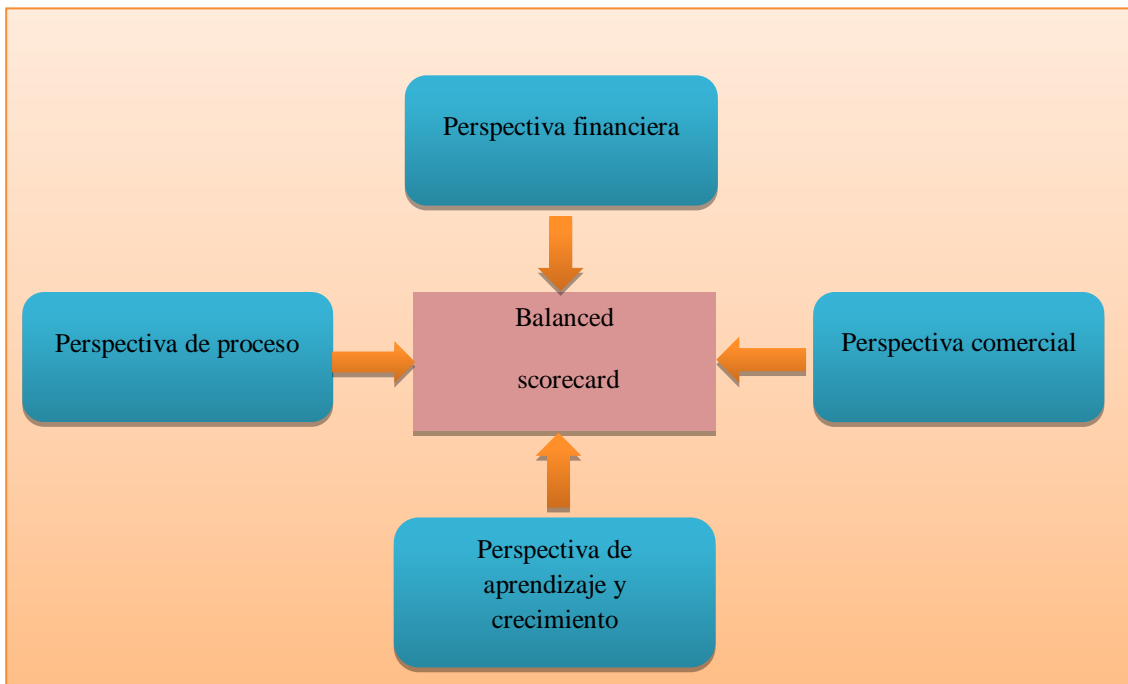 Perspectiva financiera
Balanced
scorecard
Perspectiva de proceso
Perspectiva comercial
Perspectiva de
aprendizaje y
crecimiento